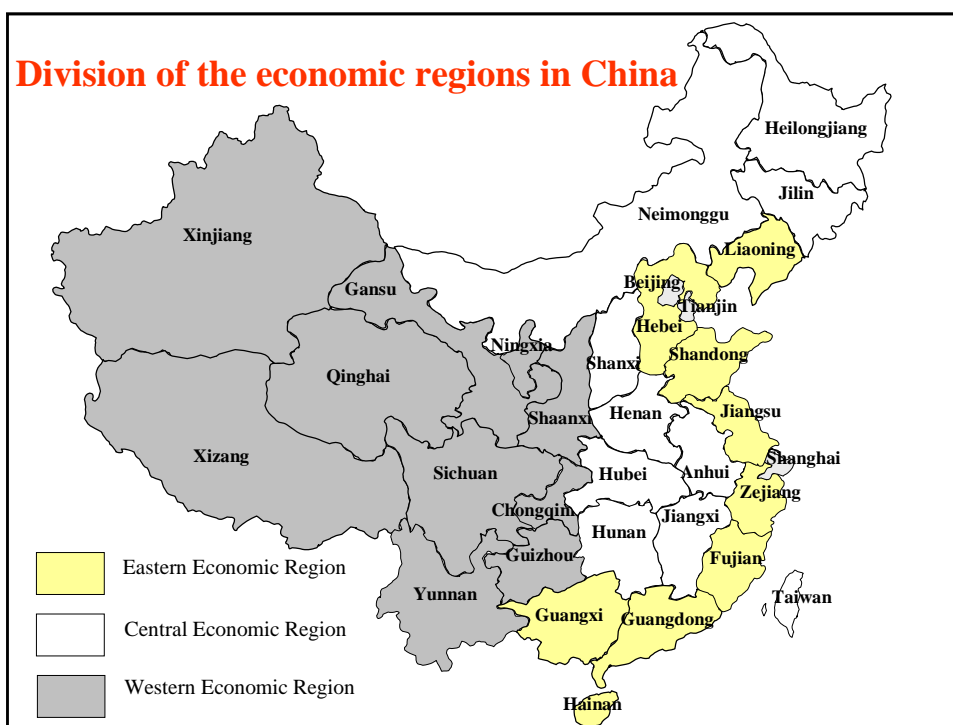 Division of the economic regions in China
Heilongjiang
Jilin
Neimonggu
Liaoning
Xinjiang
Gansu
Beijing
Tianjin
Hebei
Ningxia
Shanxi
Shandong
Qinghai
Shaanxi
Henan
Jiangsu
Xizang
Sichuan
Hubei
Anhui
Shanghai
Zejiang
Chongqim
Hunan
Jiangxi
Guizhou
Fujian
Yunnan
Guangxi
Guangdong
Taiwan
Hainan
Eastern Economic Region
Central Economic Region
Western Economic Region